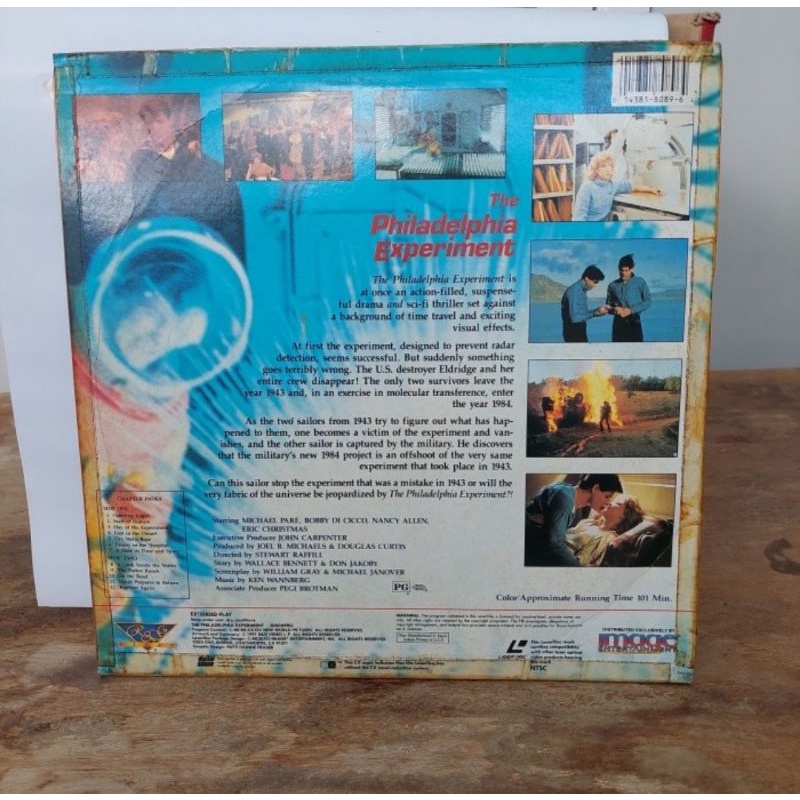 14381-8089-6
The
Philadelphia
Experiment
The Philadelphia Experiment is
at once an action-filled, suspense-
ful drama and sci-fi thriller set against
a background of time travel and exciting
visual effects.
At first the experiment, designed to prevent radar
detection, seems successful. But suddenly something
goes terribly wrong. The U.S. destroyer Eldridge and her
entire crew disappear! The only two survivors leave the
year 1943 and, in an exercise in molecular transference, enter
the year 1984.
As the two sailors from 1943 try to figure out what has hap-
pened to them, one becomes a victim of the experiment and van-
ishes, and the other sailor is captured by the military. He discovers
that the military's new 1984 project is an offshoot of the very same
experiment that took place in 1943.
Can this sailor stop the experiment that was a mistake in 1943 or will the
very fabric of the universe be jeopardized by The Philadelphia Experiment?!
CHAPTER INDEX
Starring MICHAEL PARÉ, BOBBY DI CICCO, NANCY ALLEN,
ERIC CHRISTMAS
Executive Producer JOHN CARPENTER
Produced by JOEL B. MICHAELS & DOUGLAS CURTIS
Directed by STEWART RAFFILL
Story by WALLACE BENNETT & DON JAKOBY
Screenplay by WILLIAM GRAY & MICHAEL JANOVER
Music by KEN WANNBERG
Associate Producer PEGI BROTMAN
PG
Color/Approximate Running Time 101 Min.
EXTENDED PLAY
DISTRIBUTED EXCLUSIVELY BY
image
ENTERTAINMENT
NTSC